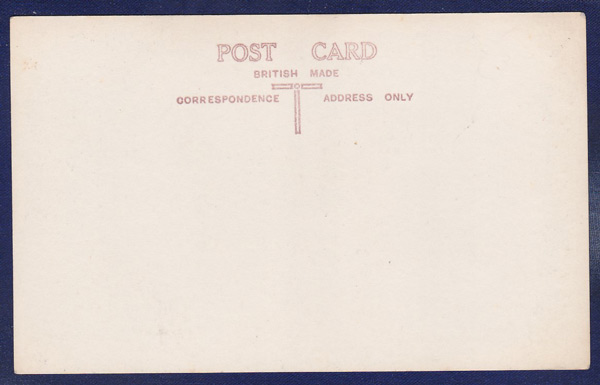 POST CARD
BRITISH MADE
CORRESPONDENCE ADDRESS ONLY